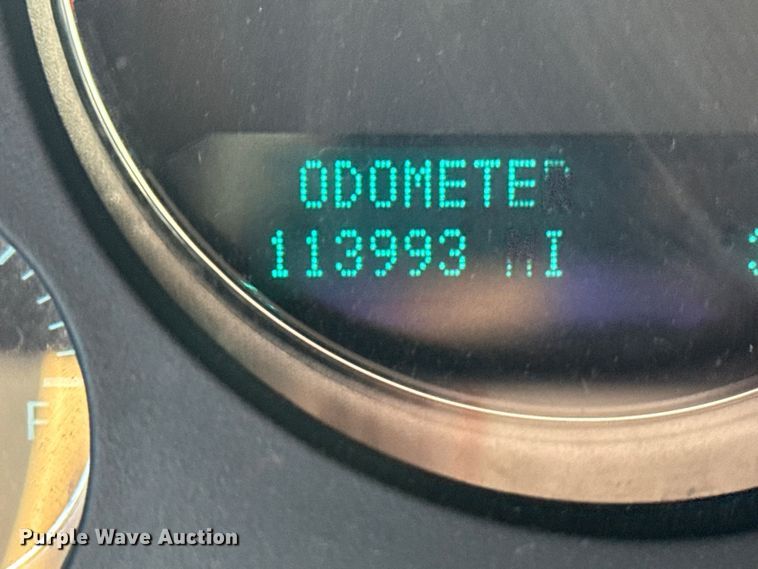 ODOMETER
113993 MI
F
Purple Wave Auction